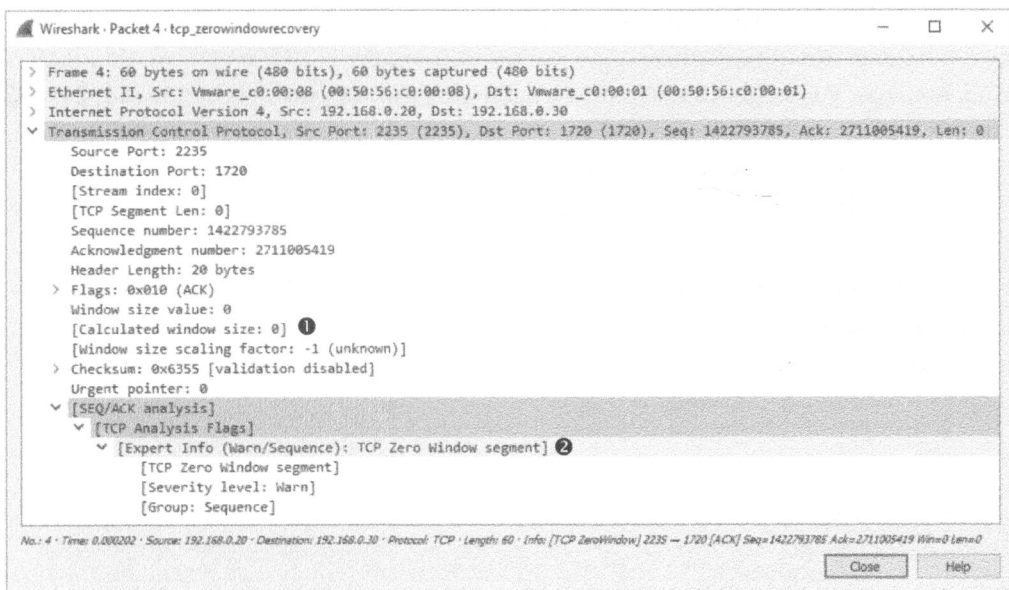 Wireshark · Packet 4 · tcp_zerowindowrecovery
> Frame 4: 60 bytes on wire (480 bits), 60 bytes captured (480 bits)
> Ethernet II, Src: Vmware_c0:00:08 (00:50:56:c0:00:08), Dst: Vmware_c0:00:01 (00:50:56:c0:00:01)
> Internet Protocol Version 4, Src: 192.168.0.20, Dst: 192.168.0.30
Transmission Control Protocol, Src Port: 2235 (2235), Dst Port: 1720 (1720), Seq: 1422793785, Ack: 2711005419, Len: 0
Source Port: 2235
Destination Port: 1720
[Stream index: 0]
[TCP Segment Len: 0]
Sequence number: 1422793785
Acknowledgment number: 2711005419
Header Length: 20 bytes
> Flags: 0x010 (ACK)
Window size value: 0
[Calculated window size: 0] ❶
[Window size scaling factor: -1 (unknown)]
> Checksum: 0x6355 [validation disabled]
Urgent pointer: 0
[SEQ/ACK analysis]
[TCP Analysis Flags]
[Expert Info (Warn/Sequence): TCP Zero Window segment] ❷
[TCP Zero Window segment]
[Severity level: Warn]
[Group: Sequence]
No.: 4 · Time: 0.000202 · Source: 192.168.0.20 · Destination: 192.168.0.30 · Protocol: TCP · Length: 60 · Info: [TCP ZeroWindow] 2235 → 1720 [ACK] Seq=1422793785 Ack=2711005419 Win=0 Len=0
Close Help